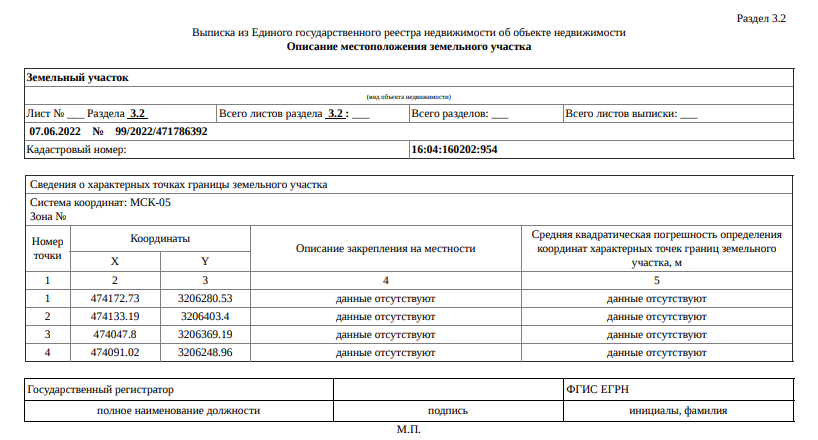 Раздел 3.2
Выписка из Единого государственного реестра недвижимости об объекте недвижимости
Описание местоположения земельного участка
Земельный участок
(вид объекта недвижимости)
Лист № ___ Раздела 3.2 Всего листов раздела 3.2 : ___ Всего разделов: ___ Всего листов выписки: ___
07.06.2022 № 99/2022/471786392
Кадастровый номер: 16:04:160202:954
Сведения о характерных точках границы земельного участка
Система координат: МСК-05
Зона №
Номер точки Координаты Описание закрепления на местности Средняя квадратическая погрешность определения координат характерных точек границ земельного участка, м
X Y
1 2 3 4 5
1 474172.73 3206280.53 данные отсутствуют данные отсутствуют
2 474133.19 3206403.4 данные отсутствуют данные отсутствуют
3 474047.8 3206369.19 данные отсутствуют данные отсутствуют
4 474091.02 3206248.96 данные отсутствуют данные отсутствуют
Государственный регистратор ФГИС ЕГРН
полное наименование должности подпись инициалы, фамилия
М.П.